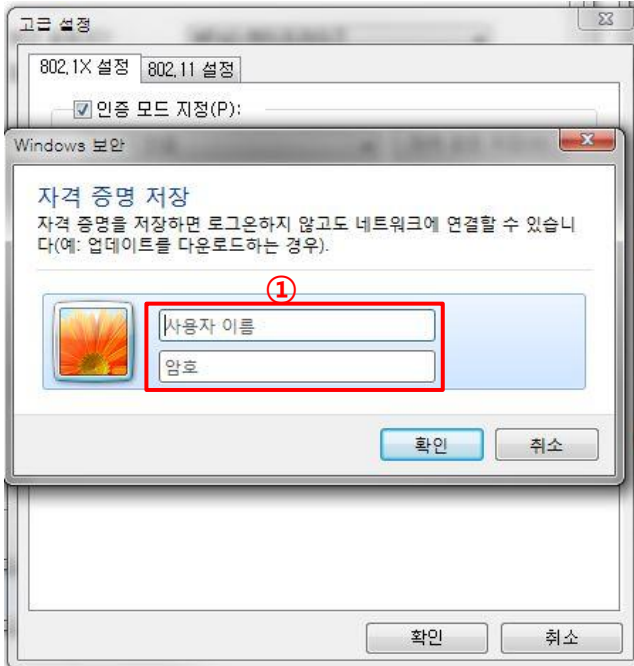 고급 설정
802.1X 설정
802.11 설정
인증 모드 지정(P):
Windows 보안
자격 증명 저장
자격 증명을 저장하면 로그온하지 않고도 네트워크에 연결할 수 있습니
다(예: 업데이트를 다운로드하는 경우).
①
사용자 이름
암호
확인
취소
확인
취소